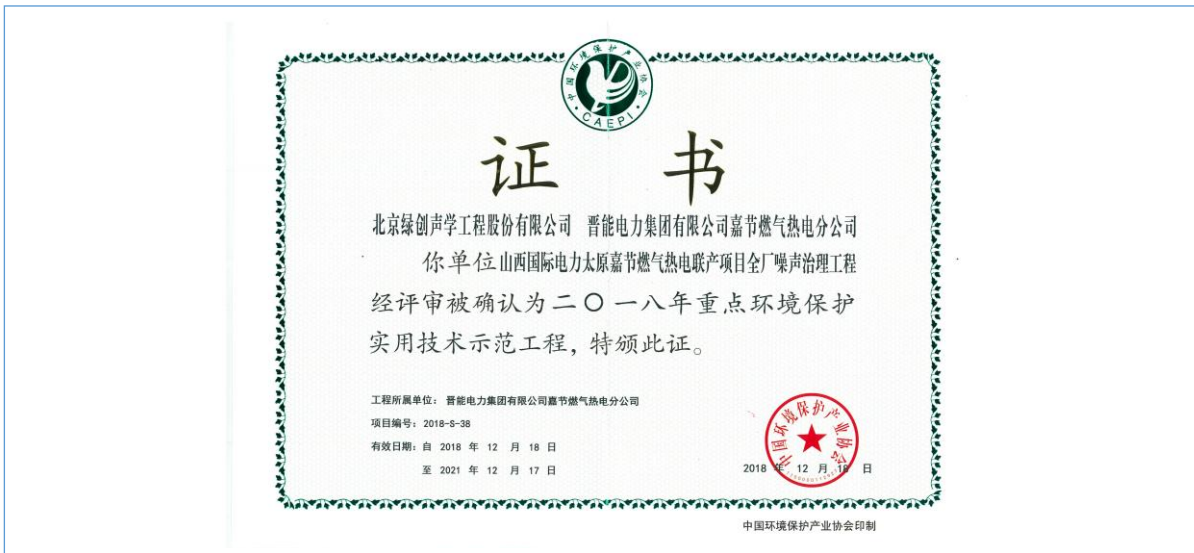 中国环境保护产业协会
CAEPI
证 书
北京绿创声学工程股份有限公司 晋能电力集团有限公司嘉节燃气热电分公司
你单位山西国际电力太原嘉节燃气热电联产项目全厂噪声治理工程
经评审被确认为二〇一八年重点环境保护
实用技术示范工程，特颁此证。
工程所属单位：晋能电力集团有限公司嘉节燃气热电分公司
项目编号：2018-S-38
有效日期：自 2018 年 12 月 18 日
至 2021 年 12 月 17 日
中国环境保护产业协会
2018 年 12 月 18 日
中国环境保护产业协会印制